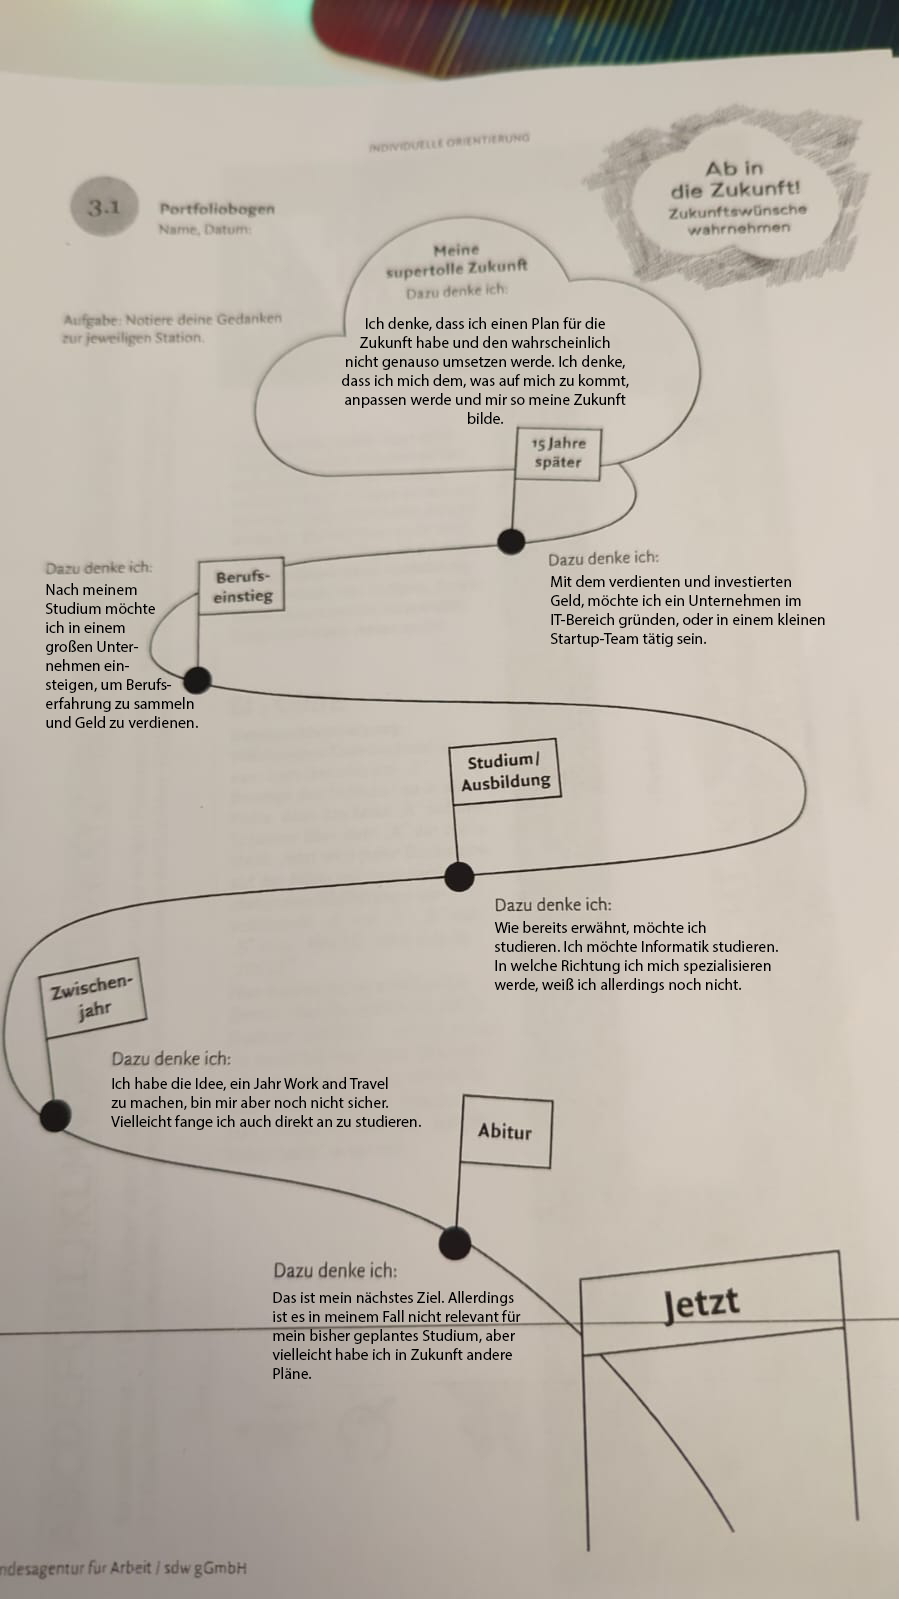 INDIVIDUELLE ORIENTIERUNG
Ab in
die Zukunft!
Zukunftswünsche
wahrnehmen
3.1
Portfoliobogen
Name, Datum:
Aufgabe: Notiere deine Gedanken
zur jeweiligen Station.
Meine
supertolle Zukunft
Dazu denke ich:
Ich denke, dass ich einen Plan für die
Zukunft habe und den wahrscheinlich
nicht genauso umsetzen werde. Ich denke,
dass ich mich dem, was auf mich zu kommt,
anpassen werde und mir so meine Zukunft
bilde.
15 Jahre
später
Dazu denke ich:
Mit dem verdienten und investierten
Geld, möchte ich ein Unternehmen im
IT-Bereich gründen, oder in einem kleinen
Startup-Team tätig sein.
Berufs-
einstieg
Dazu denke ich:
Nach meinem
Studium möchte
ich in einem
großen Unter-
nehmen ein-
steigen, um Berufs-
erfahrung zu sammeln
und Geld zu verdienen.
Studium/
Ausbildung
Dazu denke ich:
Wie bereits erwähnt, möchte ich
studieren. Ich möchte Informatik studieren.
In welche Richtung ich mich spezialisieren
werde, weiß ich allerdings noch nicht.
Zwischen-
jahr
Dazu denke ich:
Ich habe die Idee, ein Jahr Work and Travel
zu machen, bin mir aber noch nicht sicher.
Vielleicht fange ich auch direkt an zu studieren.
Abitur
Dazu denke ich:
Das ist mein nächstes Ziel. Allerdings
ist es in meinem Fall nicht relevant für
mein bisher geplantes Studium, aber
vielleicht habe ich in Zukunft andere
Pläne.
Jetzt
ndesagentur für Arbeit / sdw gGmbH